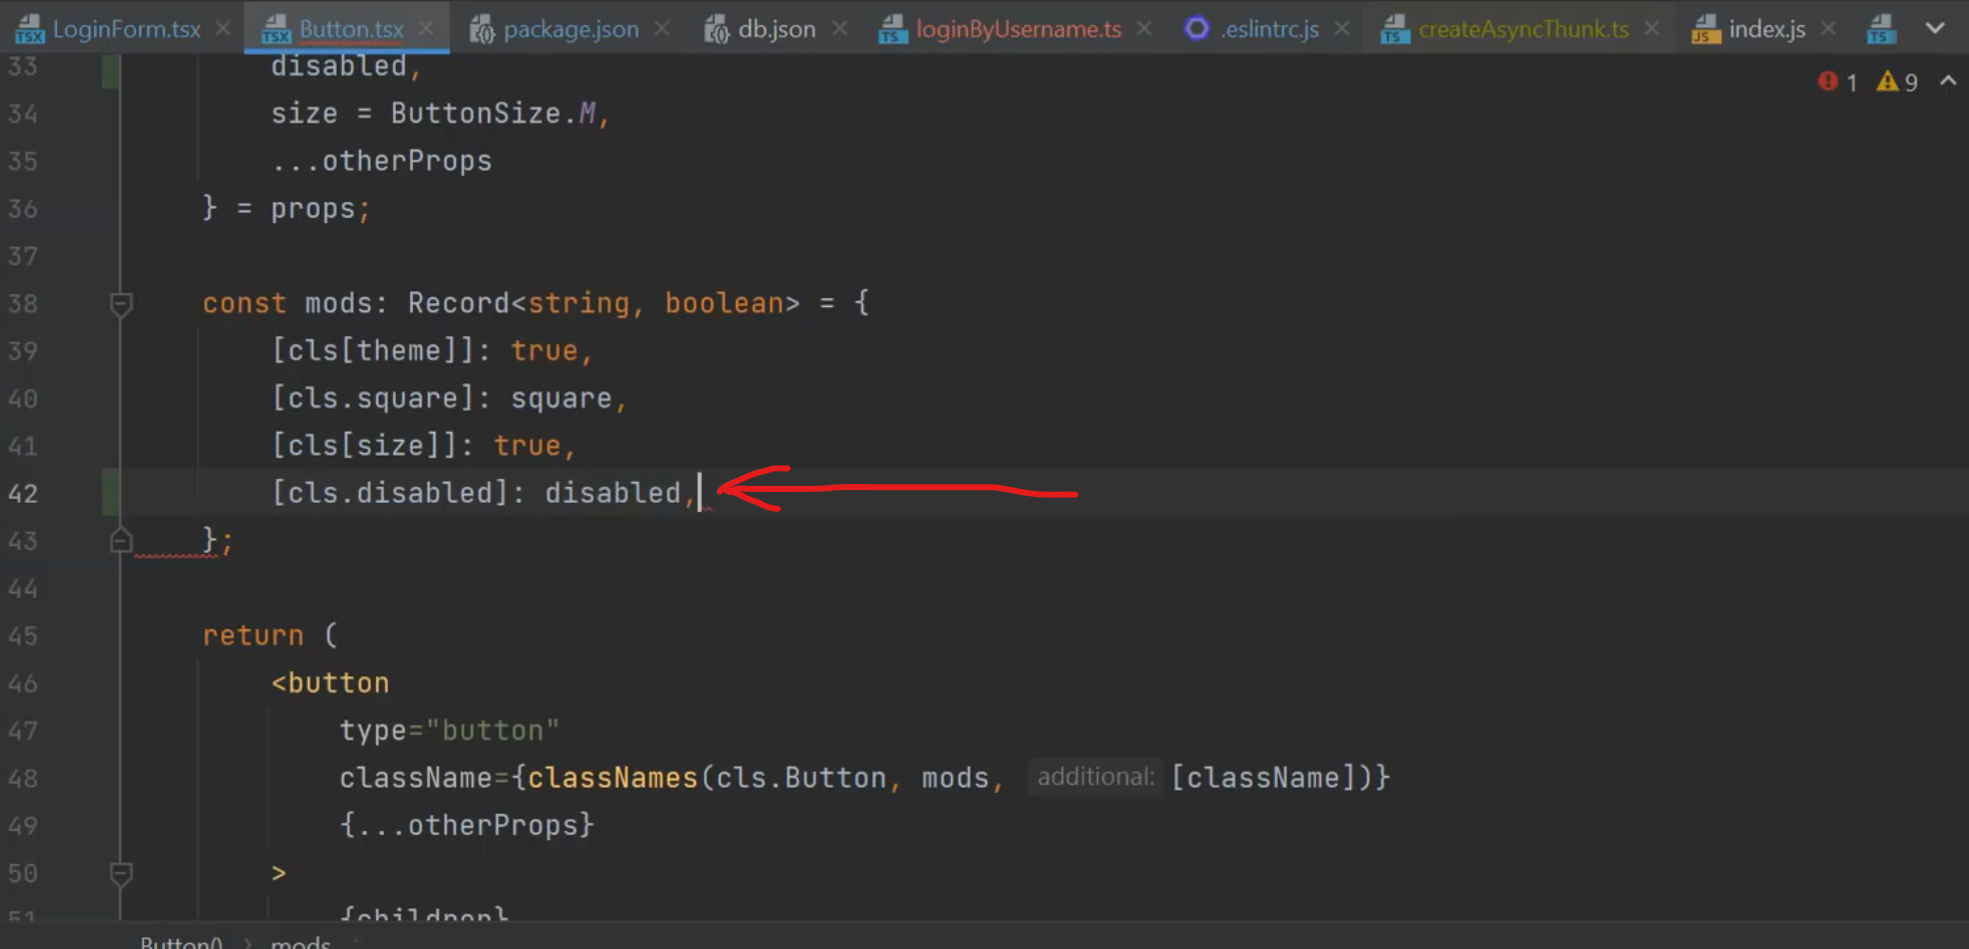 LoginForm.tsx Button.tsx package.json db.json loginByUsername.ts .eslintrc.js createAsyncThunk.ts index.js
1 9
33 disabled,
34 size = ButtonSize.M,
35 ...otherProps
36 } = props;
37
38 const mods: Record<string, boolean> = {
39 [cls[theme]]: true,
40 [cls.square]: square,
41 [cls[size]]: true,
42 [cls.disabled]: disabled,
43 };
44
45 return (
46 <button
47 type="button"
48 className={classNames(cls.Button, mods, additional: [className])}
49 {...otherProps}
50 >
51 {children}
Button() > mods